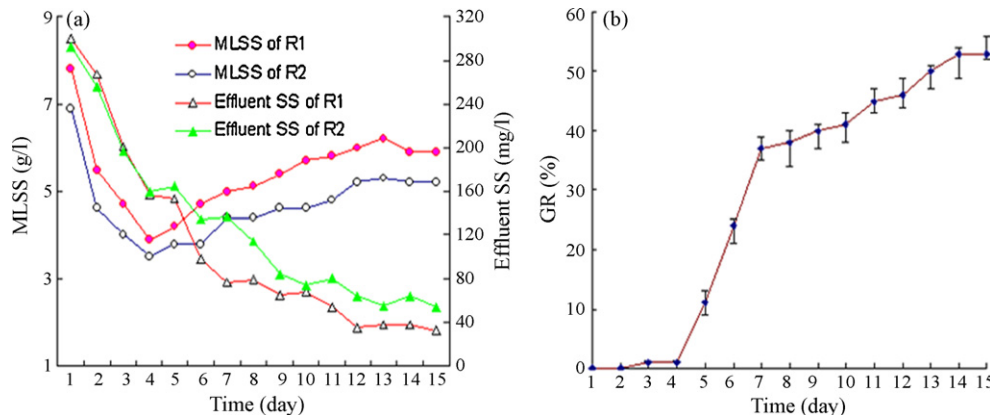 (a)
MLSS of R1
MLSS of R2
Effluent SS of R1
Effluent SS of R2
MLSS (g/l)
9
7
5
3
1
Effluent SS (mg/l)
320
280
240
200
160
120
80
40
0
1 2 3 4 5 6 7 8 9 10 11 12 13 14 15
Time (day)
(b)
GR (%)
60
50
40
30
20
10
0
1 2 3 4 5 6 7 8 9 10 11 12 13 14 15
Time (day)